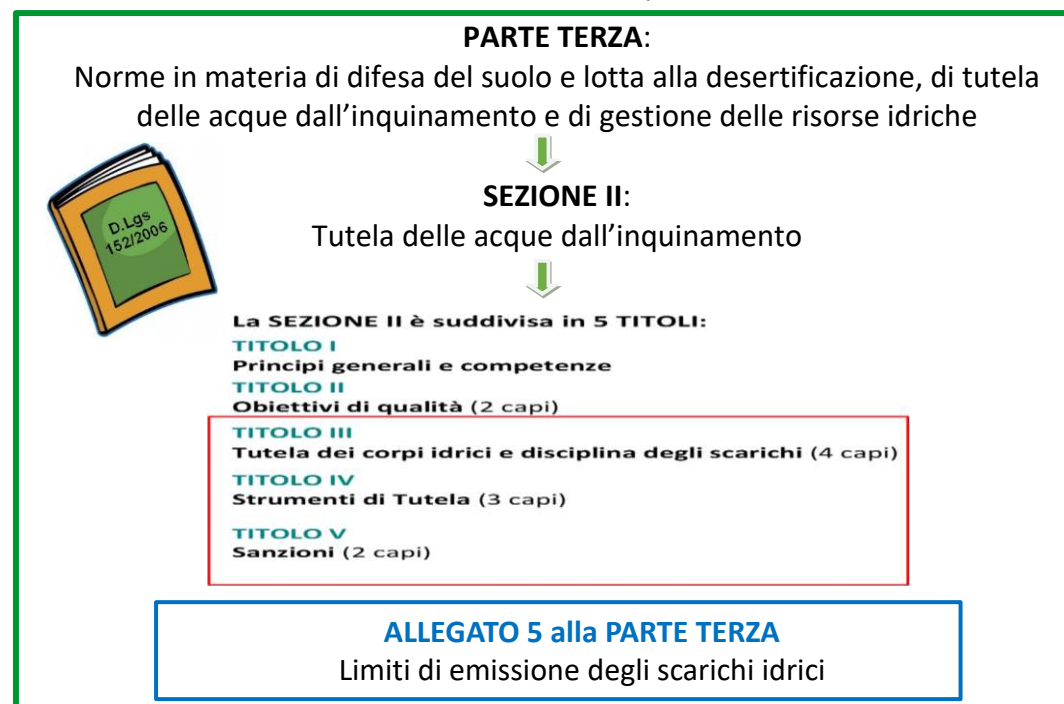 PARTE TERZA:
Norme in materia di difesa del suolo e lotta alla desertificazione, di tutela
delle acque dall’inquinamento e di gestione delle risorse idriche
SEZIONE II:
Tutela delle acque dall’inquinamento
D.Lgs
152/2006
La SEZIONE II è suddivisa in 5 TITOLI:
TITOLO I
Principi generali e competenze
TITOLO II
Obiettivi di qualità (2 capi)
TITOLO III
Tutela dei corpi idrici e disciplina degli scarichi (4 capi)
TITOLO IV
Strumenti di Tutela (3 capi)
TITOLO V
Sanzioni (2 capi)
ALLEGATO 5 alla PARTE TERZA
Limiti di emissione degli scarichi idrici